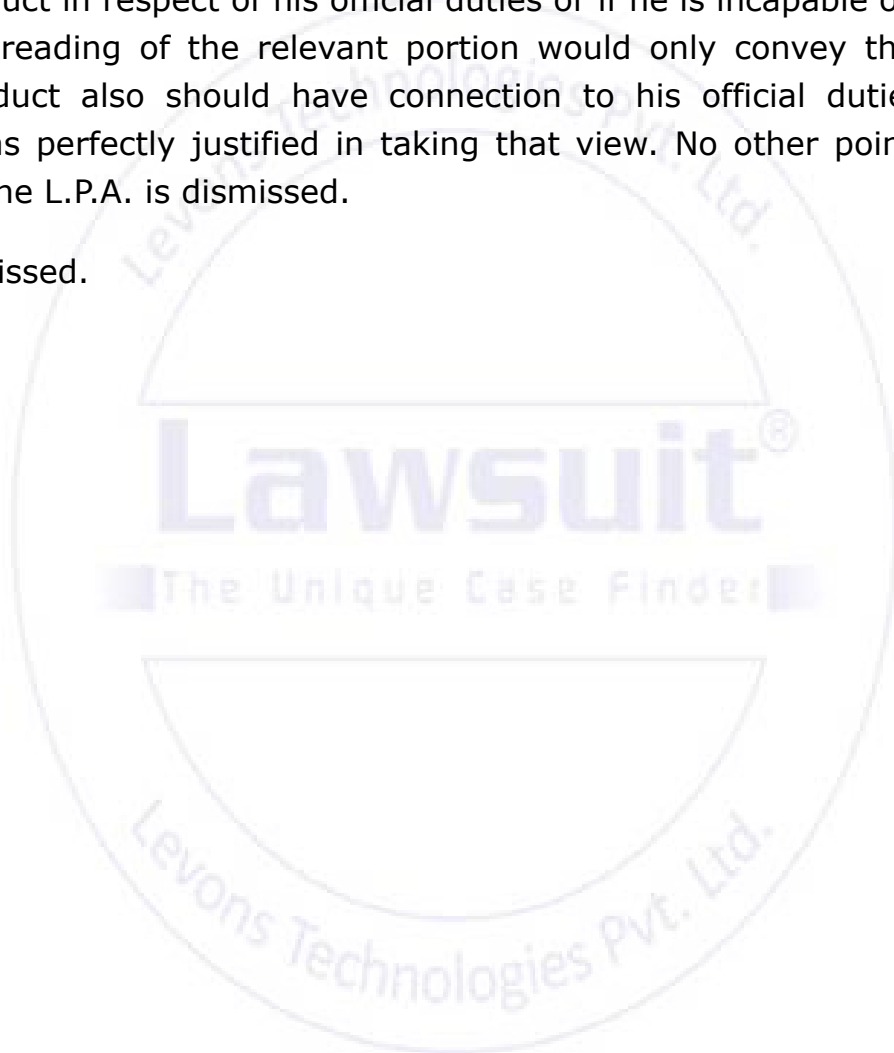 uct in respect of his official duties or if he is incapable o
reading of the relevant portion would only convey th
duct also should have connection to his official dutie
as perfectly justified in taking that view. No other poin
he L.P.A. is dismissed.
issed.
Levons Technologies Pvt. Ltd.
Lawsuit®
The Unique Case Finder
Levons Technologies Pvt. Ltd.